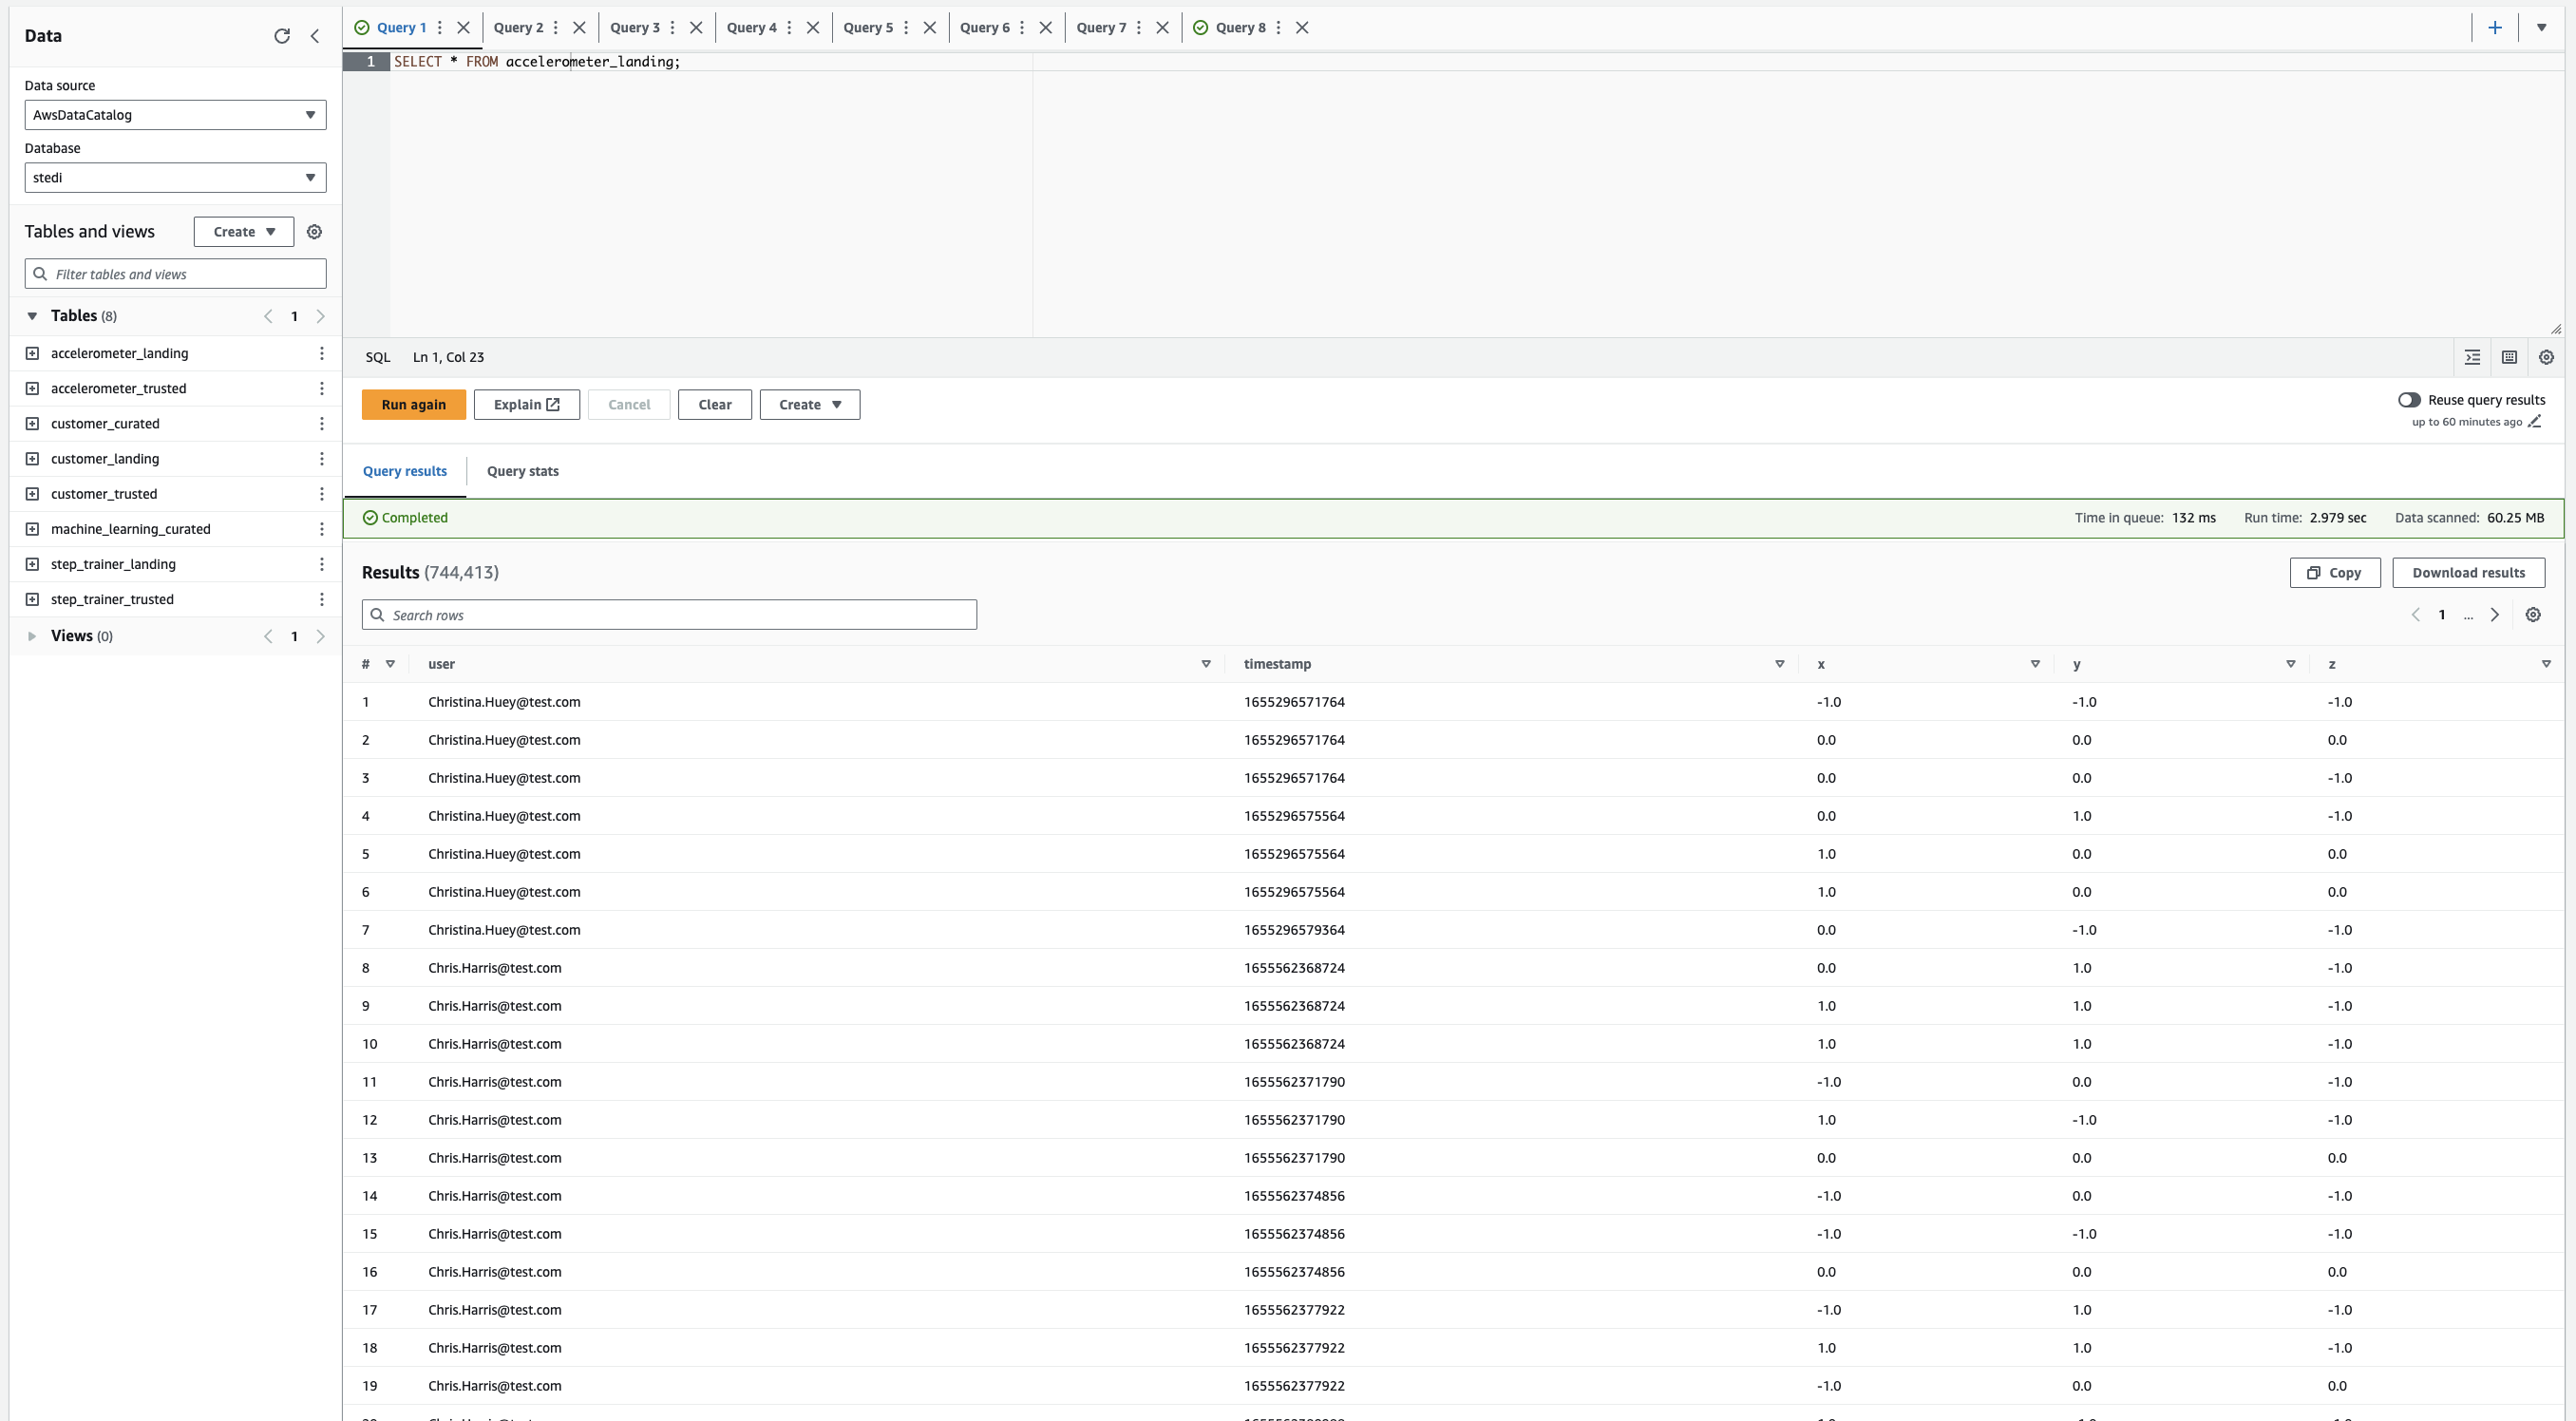 Data
Data source
AwsDataCatalog
Database
stedi
Tables and views
Create
Filter tables and views
Tables (8)
1
accelerometer_landing
accelerometer_trusted
customer_curated
customer_landing
customer_trusted
machine_learning_curated
step_trainer_landing
step_trainer_trusted
Views (0)
1
Query 1 Query 2 Query 3 Query 4 Query 5 Query 6 Query 7 Query 8
1 SELECT * FROM accelerometer_landing;
SQL Ln 1, Col 23
Run again Explain Cancel Clear Create
Reuse query results
up to 60 minutes ago
Query results Query stats
Completed Time in queue: 132 ms Run time: 2.979 sec Data scanned: 60.25 MB
Results (744,413) Copy Download results
Search rows 1 ...
# user timestamp x y z
1 Christina.Huey@test.com 1655296571764 -1.0 -1.0 -1.0
2 Christina.Huey@test.com 1655296571764 0.0 0.0 0.0
3 Christina.Huey@test.com 1655296571764 0.0 0.0 -1.0
4 Christina.Huey@test.com 1655296575564 0.0 1.0 -1.0
5 Christina.Huey@test.com 1655296575564 1.0 0.0 0.0
6 Christina.Huey@test.com 1655296575564 1.0 0.0 0.0
7 Christina.Huey@test.com 1655296579364 0.0 -1.0 -1.0
8 Chris.Harris@test.com 1655562368724 0.0 1.0 -1.0
9 Chris.Harris@test.com 1655562368724 1.0 1.0 -1.0
10 Chris.Harris@test.com 1655562368724 1.0 1.0 -1.0
11 Chris.Harris@test.com 1655562371790 -1.0 0.0 -1.0
12 Chris.Harris@test.com 1655562371790 1.0 -1.0 -1.0
13 Chris.Harris@test.com 1655562371790 0.0 0.0 0.0
14 Chris.Harris@test.com 1655562374856 -1.0 0.0 -1.0
15 Chris.Harris@test.com 1655562374856 -1.0 -1.0 -1.0
16 Chris.Harris@test.com 1655562374856 0.0 0.0 0.0
17 Chris.Harris@test.com 1655562377922 -1.0 1.0 -1.0
18 Chris.Harris@test.com 1655562377922 1.0 1.0 -1.0
19 Chris.Harris@test.com 1655562377922 -1.0 0.0 0.0